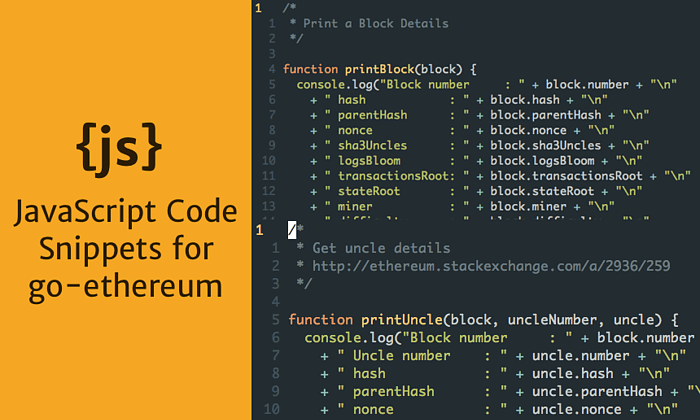 {js}
JavaScript Code
Snippets for
go-ethereum
1 /*
1 * Print a Block Details
2 */
3
4 function printBlock(block) {
5 console.log("Block number     : " + block.number + "\n"
6 + " hash            : " + block.hash + "\n"
7 + " parentHash      : " + block.parentHash + "\n"
8 + " nonce           : " + block.nonce + "\n"
9 + " sha3Uncles      : " + block.sha3Uncles + "\n"
10 + " logsBloom       : " + block.logsBloom + "\n"
11 + " transactionsRoot: " + block.transactionsRoot + "\n"
12 + " stateRoot       : " + block.stateRoot + "\n"
13 + " miner           : " + block.miner + "\n"
1 /*
1 * Get uncle details
2 * http://ethereum.stackexchange.com/a/2936/259
3 */
4
5 function printUncle(block, uncleNumber, uncle) {
6 console.log("Block number     : " + block.number
7 + " Uncle number    : " + uncle.number + "\n"
8 + " hash            : " + uncle.hash + "\n"
9 + " parentHash      : " + uncle.parentHash + "\
10 + " nonce           : " + uncle.nonce + "\n"